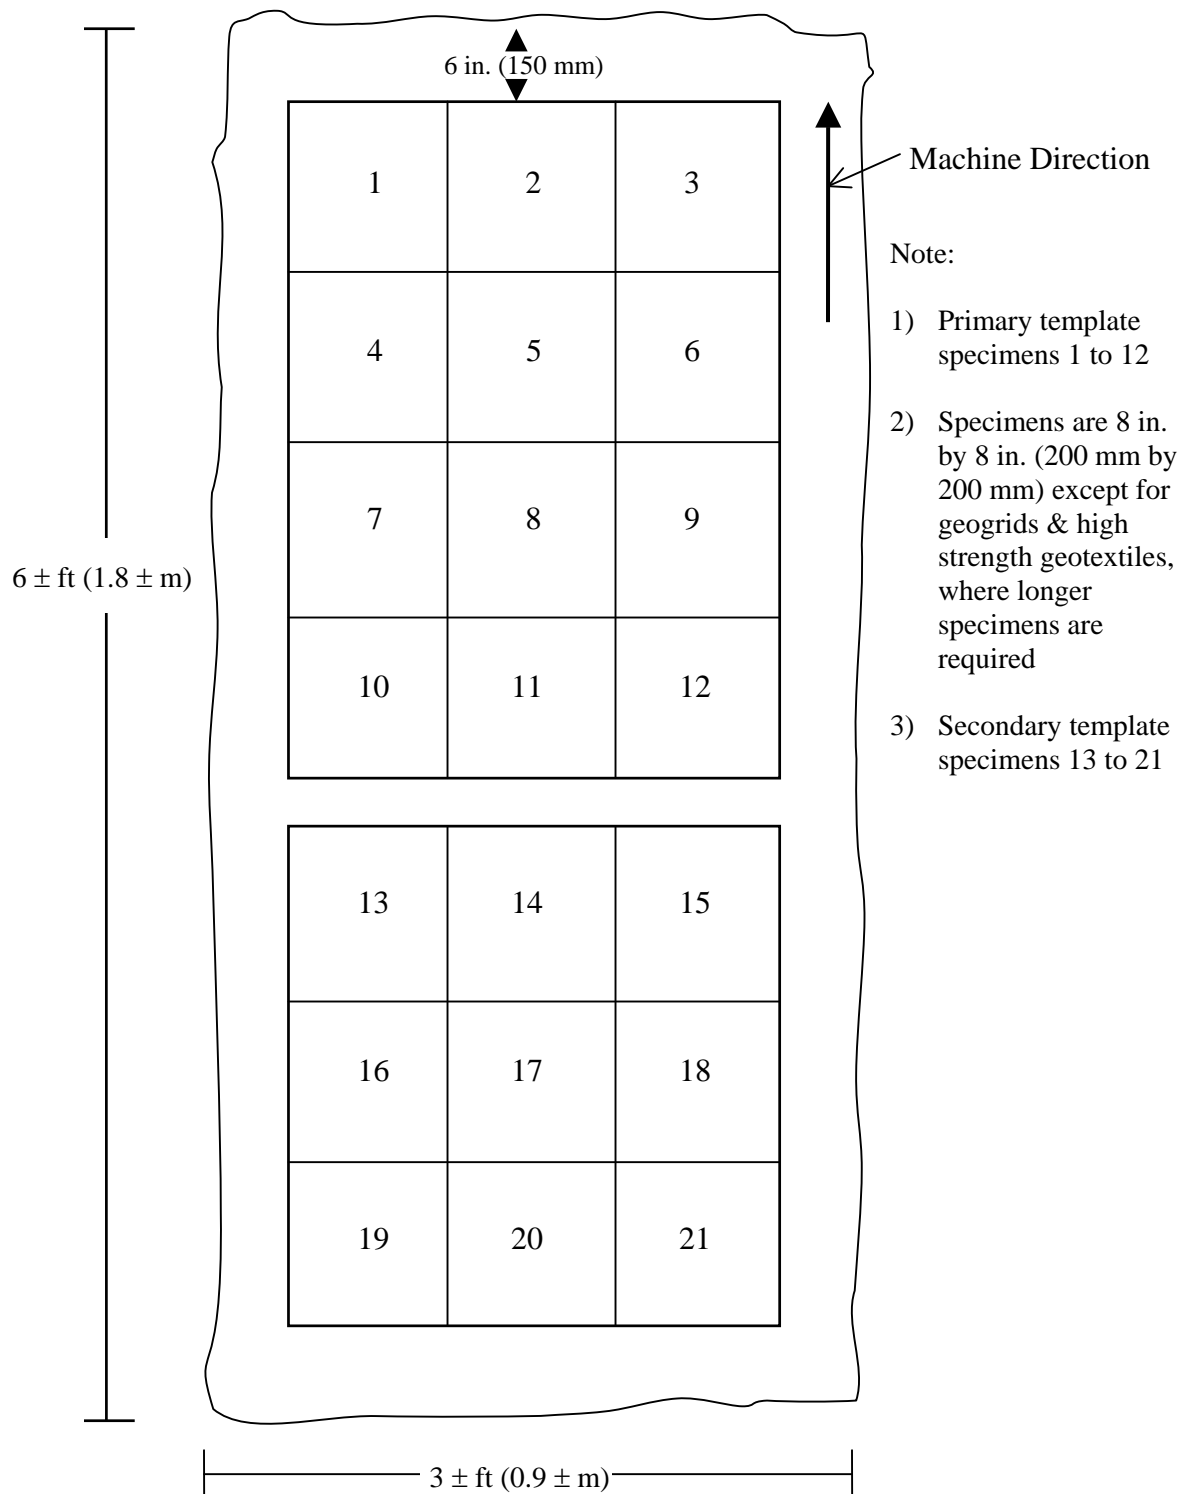 6 in. (150 mm)
1 2 3
Machine Direction
Note:
1) Primary template
specimens 1 to 12
4 5 6
2) Specimens are 8 in.
by 8 in. (200 mm by
200 mm) except for
geogrids & high
strength geotextiles,
where longer
specimens are
required
7 8 9
6 ± ft (1.8 ± m)
10 11 12
3) Secondary template
specimens 13 to 21
13 14 15
16 17 18
19 20 21
3 ± ft (0.9 ± m)